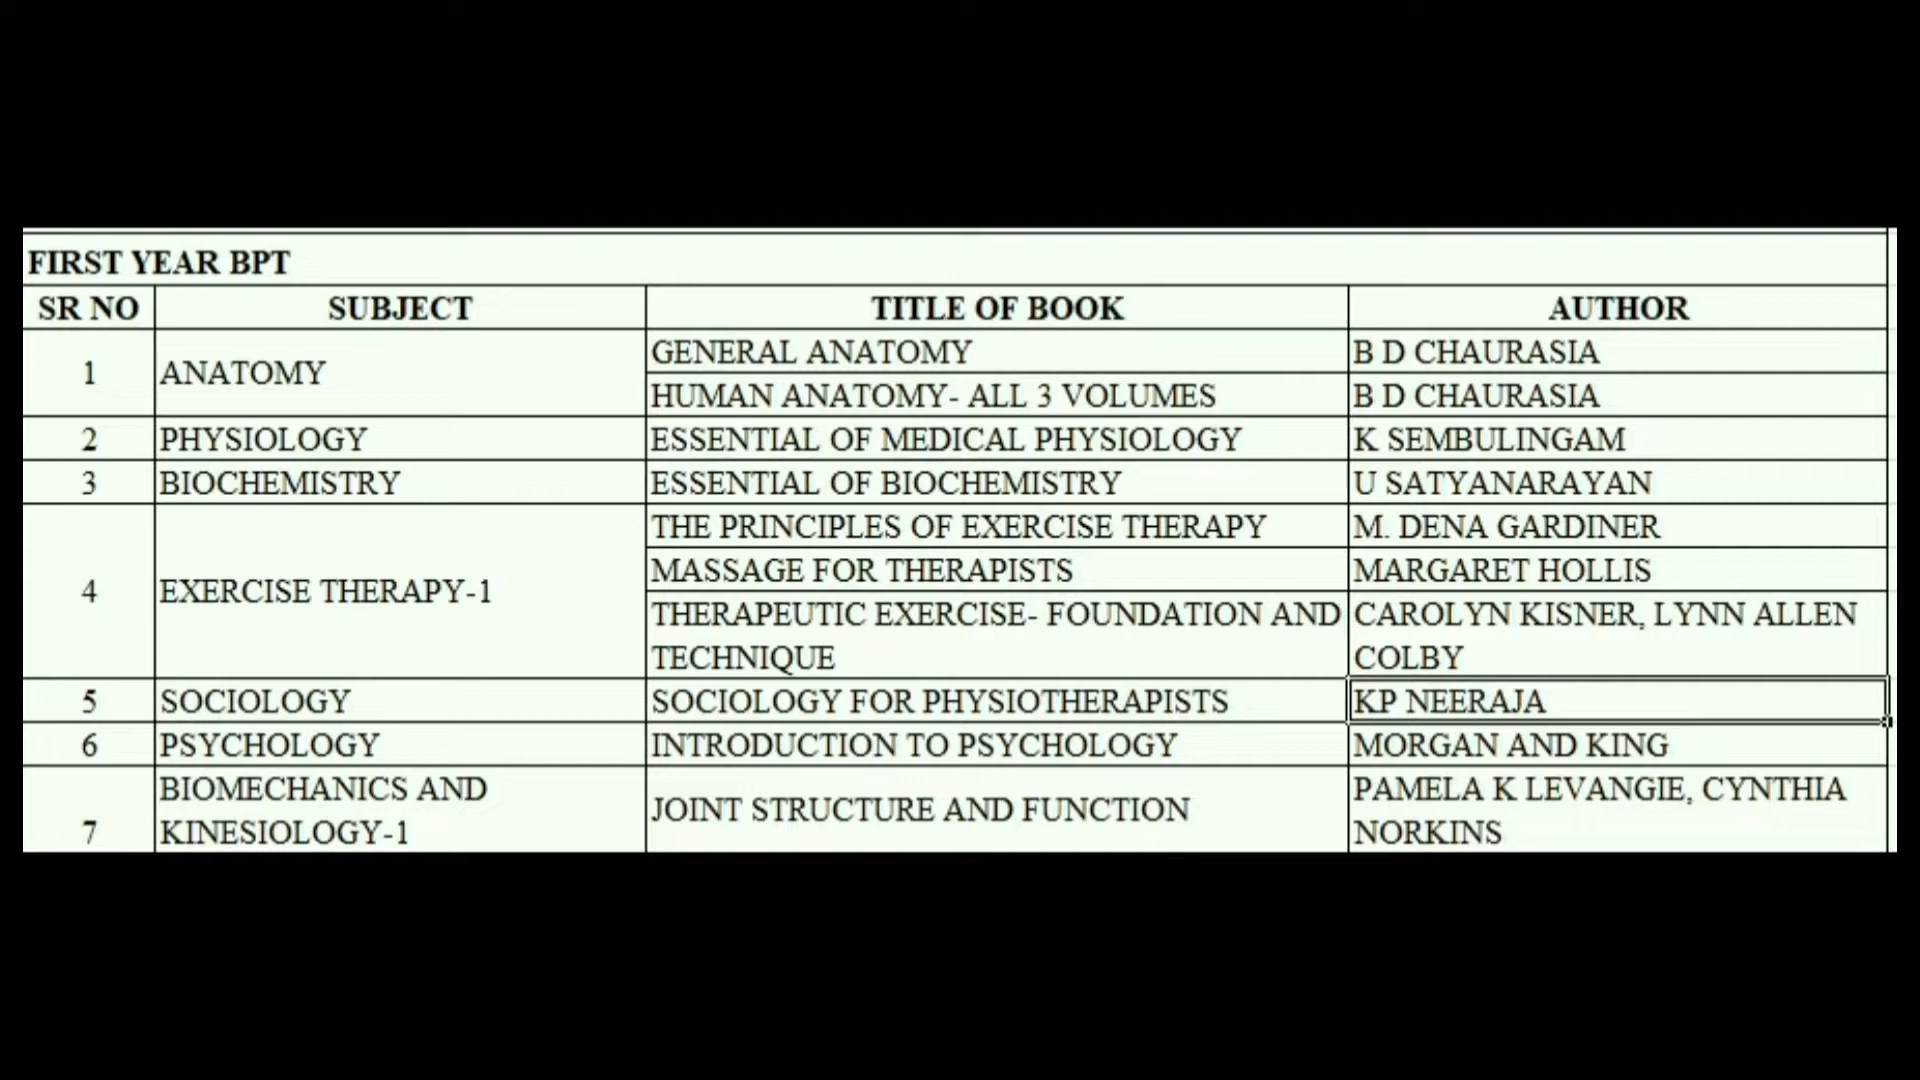 FIRST YEAR BPT
SR NO SUBJECT TITLE OF BOOK AUTHOR
1 ANATOMY GENERAL ANATOMY B D CHAURASIA
HUMAN ANATOMY- ALL 3 VOLUMES B D CHAURASIA
2 PHYSIOLOGY ESSENTIAL OF MEDICAL PHYSIOLOGY K SEMBULINGAM
3 BIOCHEMISTRY ESSENTIAL OF BIOCHEMISTRY U SATYANARAYAN
4 EXERCISE THERAPY-1 THE PRINCIPLES OF EXERCISE THERAPY M. DENA GARDINER
MASSAGE FOR THERAPISTS MARGARET HOLLIS
THERAPEUTIC EXERCISE- FOUNDATION AND CAROLYN KISNER, LYNN ALLEN
TECHNIQUE COLBY
5 SOCIOLOGY SOCIOLOGY FOR PHYSIOTHERAPISTS KP NEERAJA
6 PSYCHOLOGY INTRODUCTION TO PSYCHOLOGY MORGAN AND KING
7 BIOMECHANICS AND JOINT STRUCTURE AND FUNCTION PAMELA K LEVANGIE, CYNTHIA
KINESIOLOGY-1 NORKINS